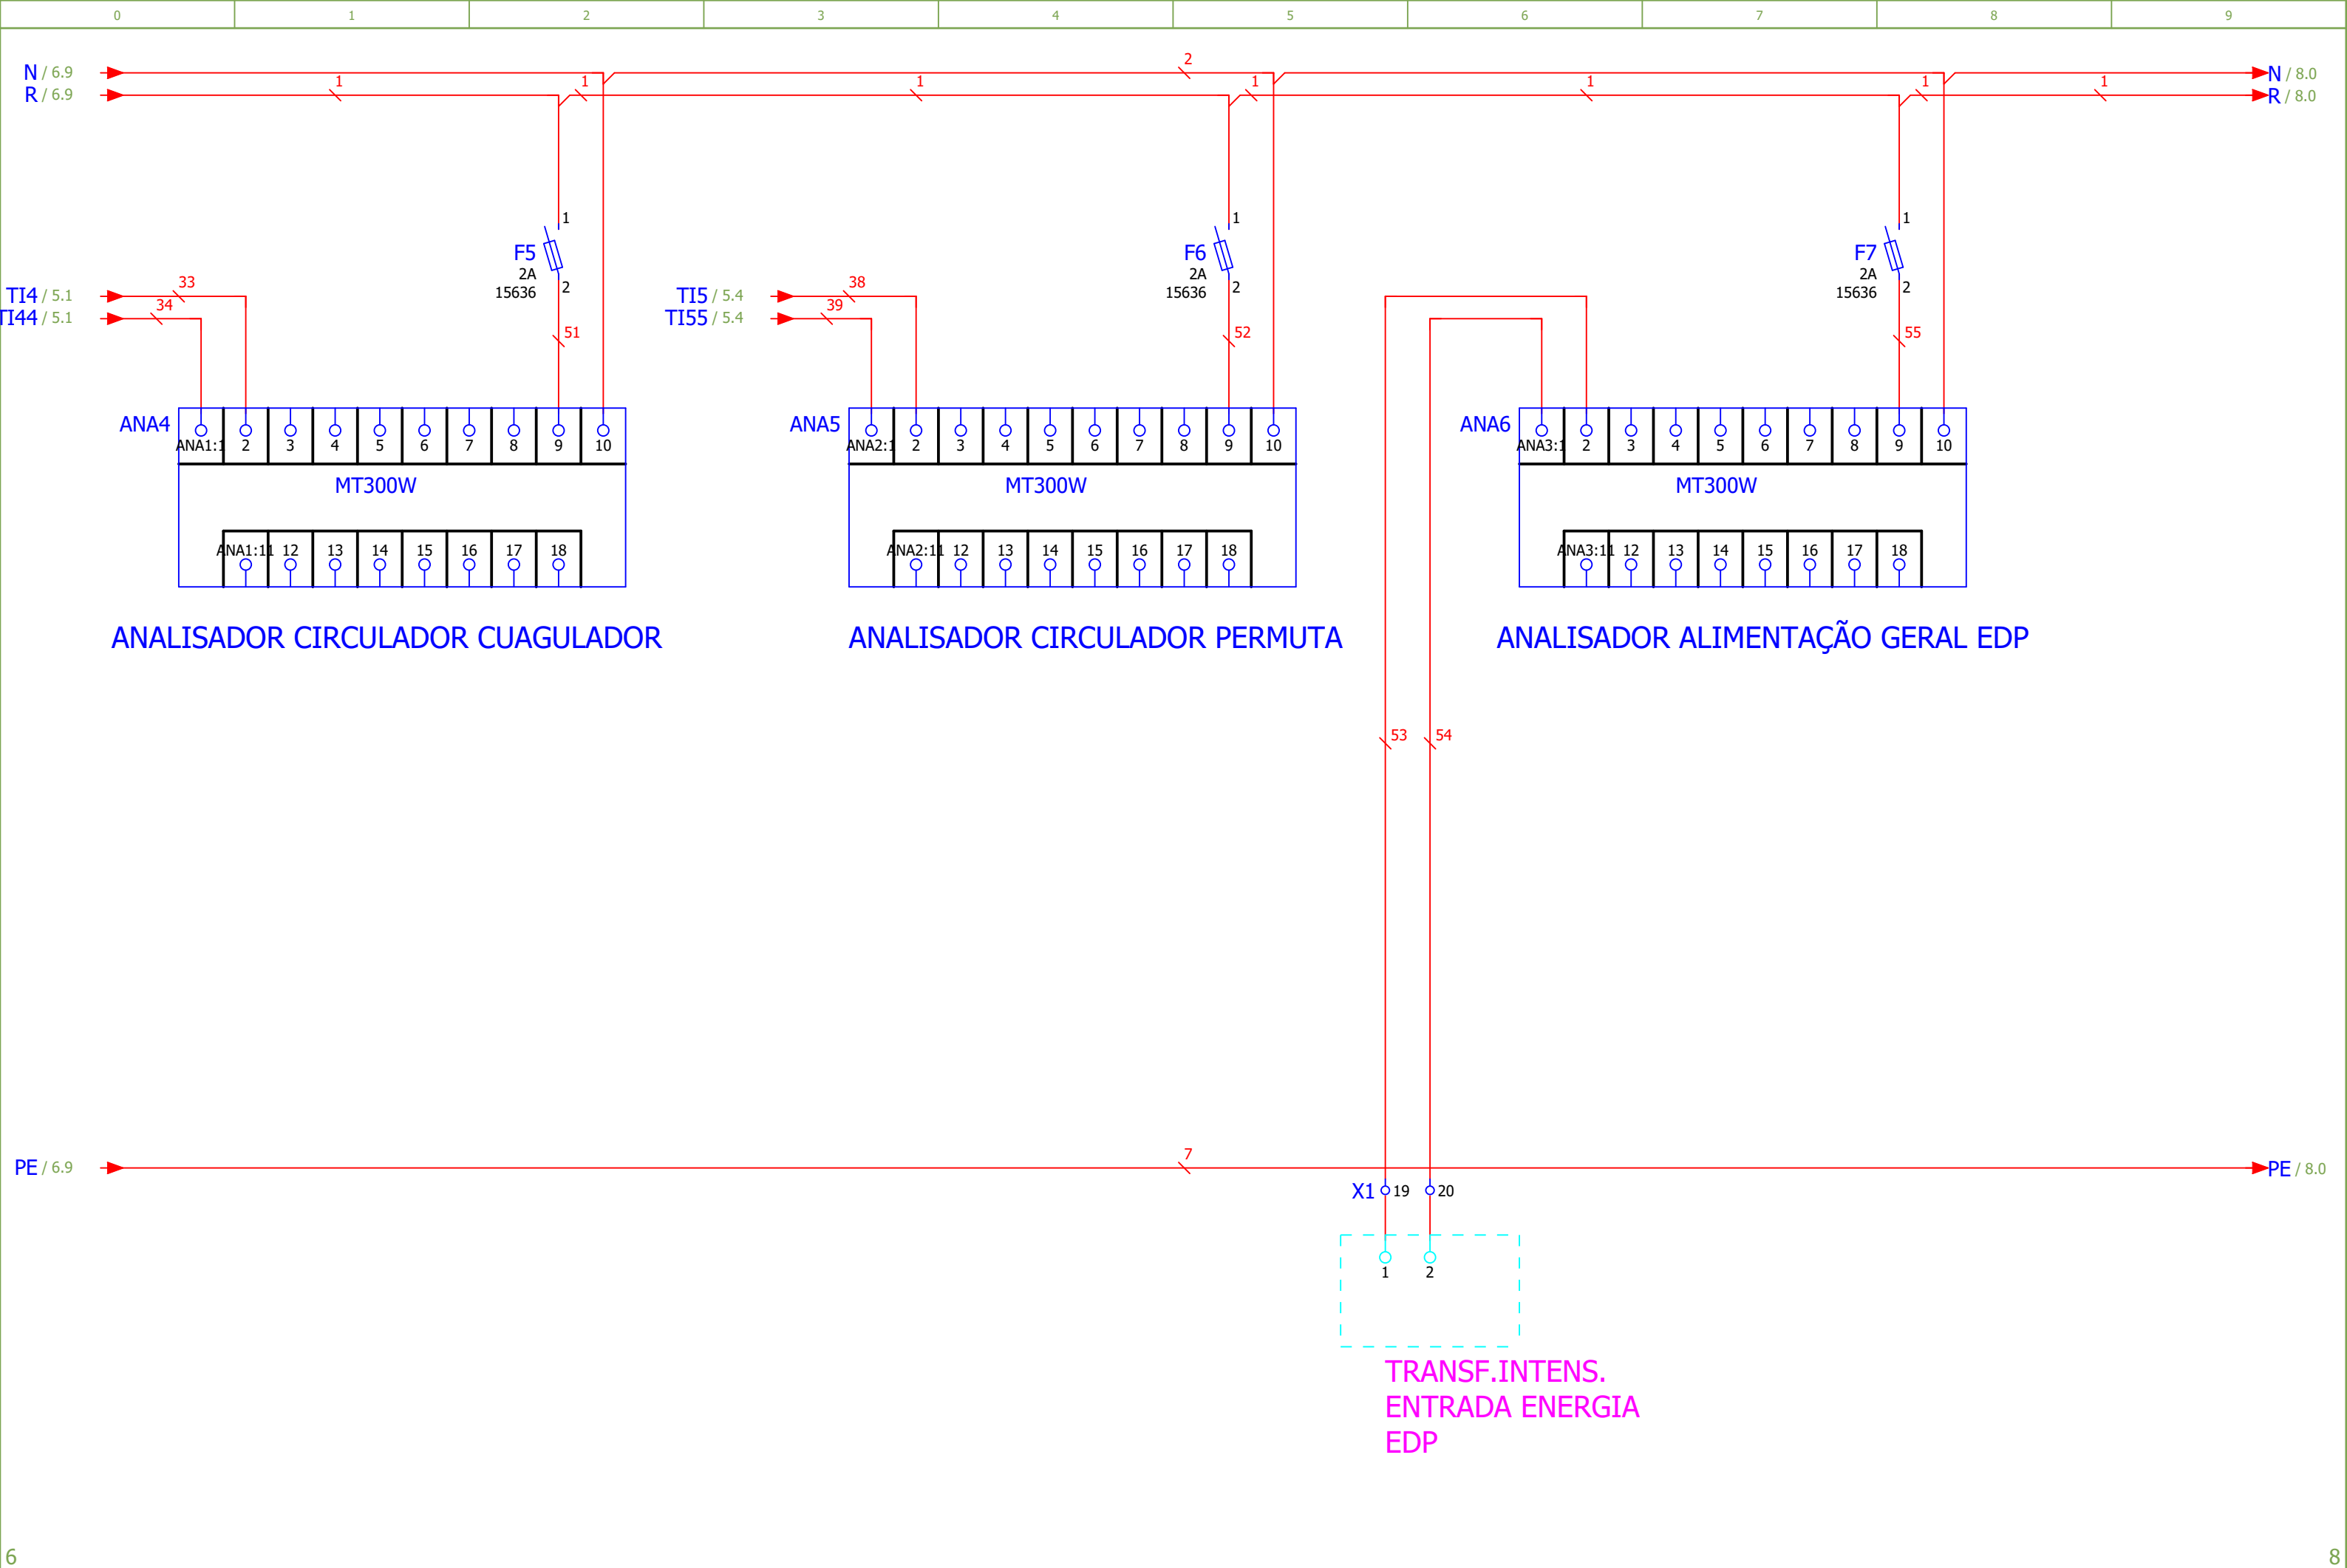 0 1 2 3 4 5 6 7 8 9
N / 6.9
2
N / 8.0
R / 6.9
1 1 1 1 1 1 1
R / 8.0
1 1 1
F5 F6 F7
2A 2A 2A
15636 15636 15636
2 2 2
TI4 / 5.1 33
TI44 / 5.1 34
TI5 / 5.4 38
TI55 / 5.4 39
51 52 55
ANA4 ANA1:1 2 3 4 5 6 7 8 9 10
MT300W
ANA1:11 12 13 14 15 16 17 18
ANALISADOR CIRCULADOR CUAGULADOR
ANA5 ANA2:1 2 3 4 5 6 7 8 9 10
MT300W
ANA2:11 12 13 14 15 16 17 18
ANALISADOR CIRCULADOR PERMUTA
ANA6 ANA3:1 2 3 4 5 6 7 8 9 10
MT300W
ANA3:11 12 13 14 15 16 17 18
ANALISADOR ALIMENTAÇÃO GERAL EDP
53 54
PE / 6.9
7
PE / 8.0
X1 19 20
1 2
TRANSF.INTENS.
ENTRADA ENERGIA
EDP
6 8